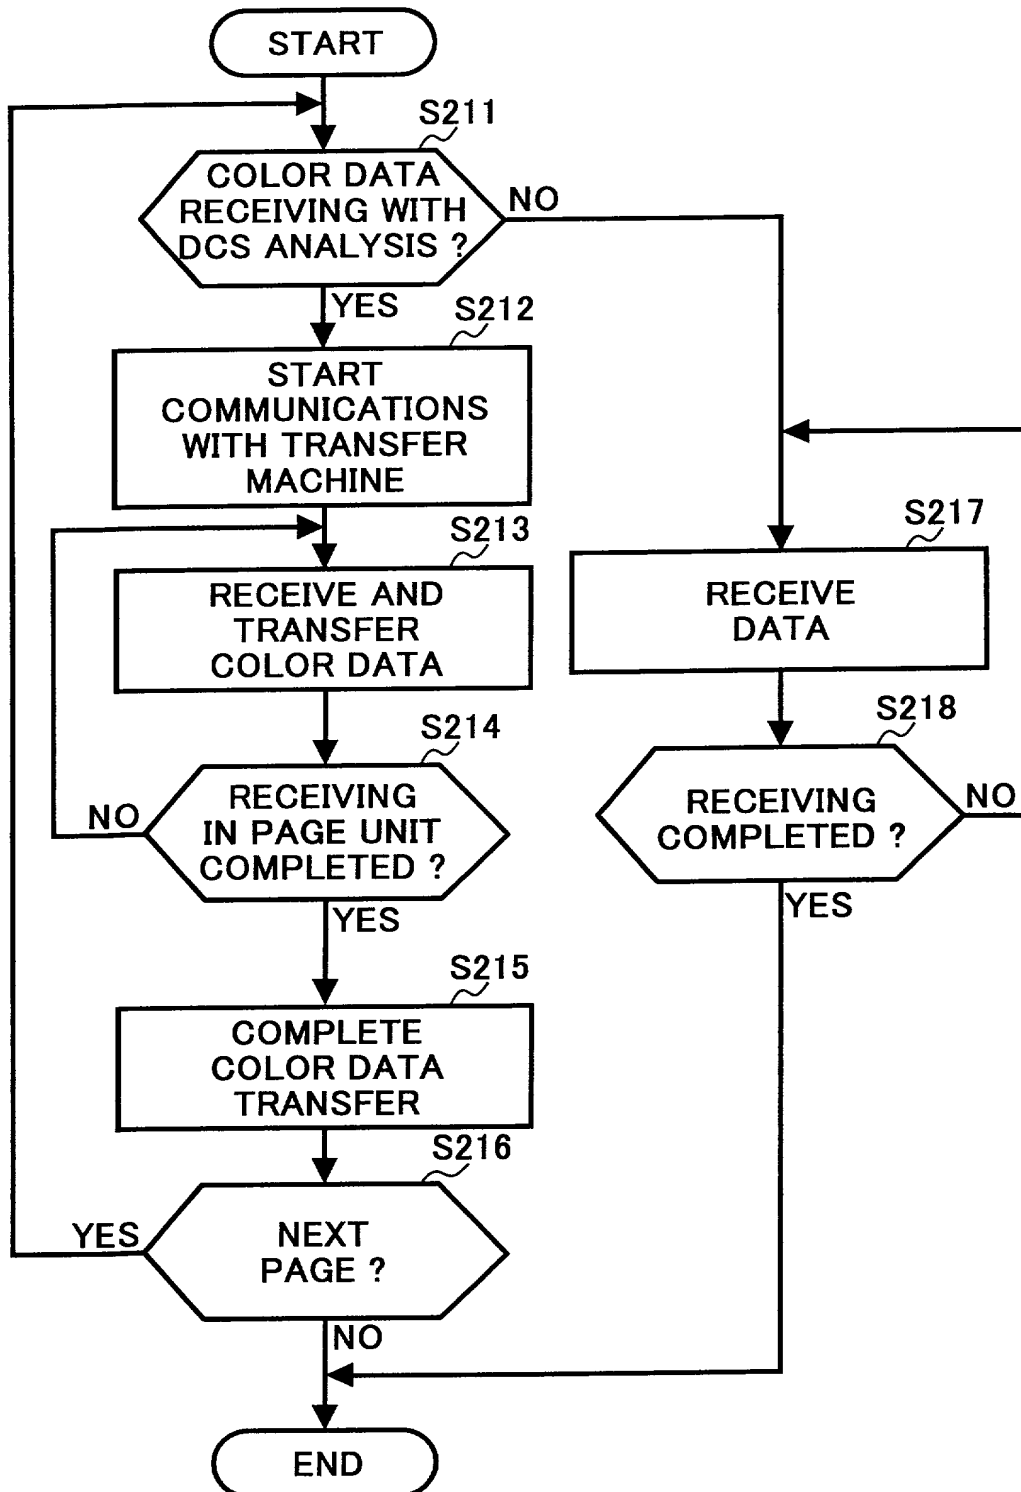 START
S211
COLOR DATA
RECEIVING WITH
DCS ANALYSIS ?
NO
YES
S212
START
COMMUNICATIONS
WITH TRANSFER
MACHINE
S213
RECEIVE AND
TRANSFER
COLOR DATA
S214
RECEIVING
IN PAGE UNIT
COMPLETED ?
NO
YES
S215
COMPLETE
COLOR DATA
TRANSFER
S216
NEXT
PAGE ?
YES
NO
S217
RECEIVE
DATA
S218
RECEIVING
COMPLETED ?
NO
YES
END